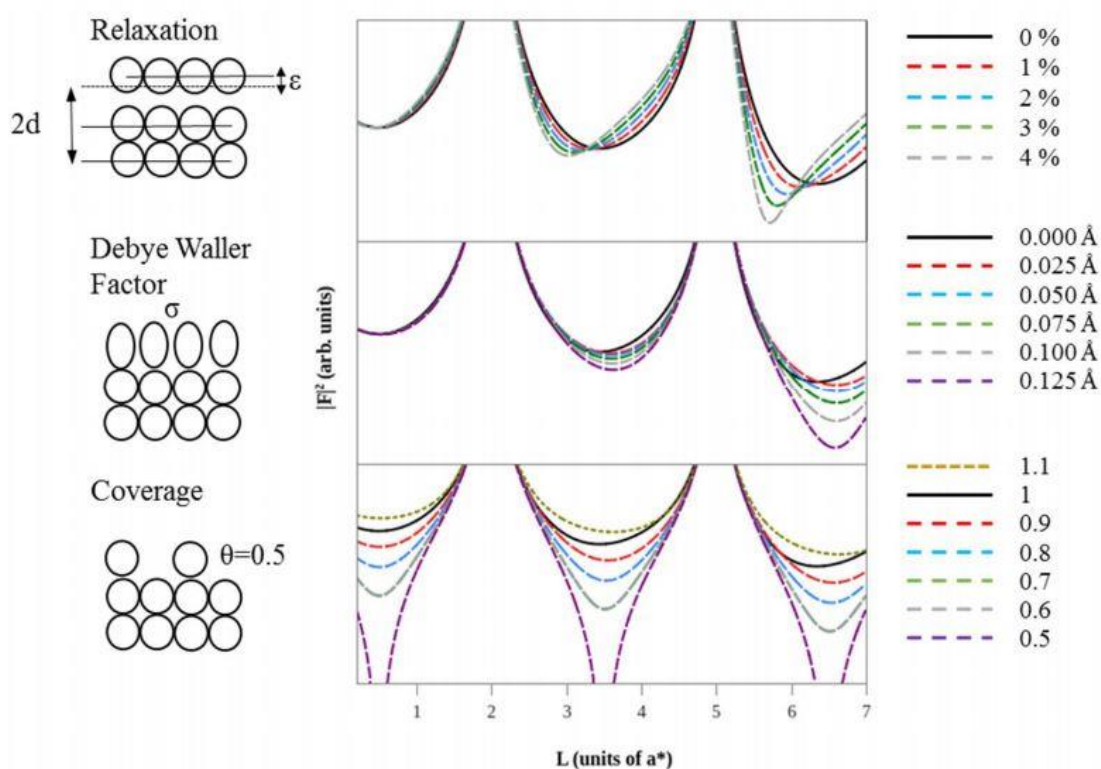 Relaxation
ε
2d
0 %
1 %
2 %
3 %
4 %
Debye Waller
Factor
σ
0.000 Å
0.025 Å
0.050 Å
0.075 Å
0.100 Å
0.125 Å
|F|² (arb. units)
Coverage
θ=0.5
1.1
1
0.9
0.8
0.7
0.6
0.5
1 2 3 4 5 6 7
L (units of a*)